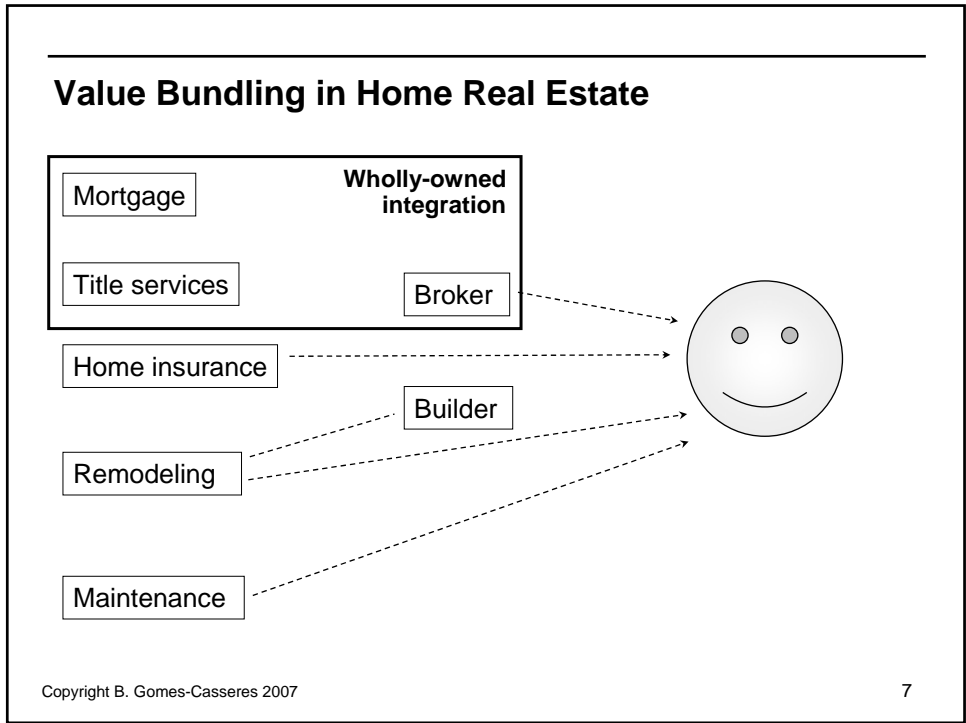 Value Bundling in Home Real Estate
Mortgage
Wholly-owned
integration
Title services
Broker
Home insurance
Builder
Remodeling
Maintenance
Copyright B. Gomes-Casseres 2007
7